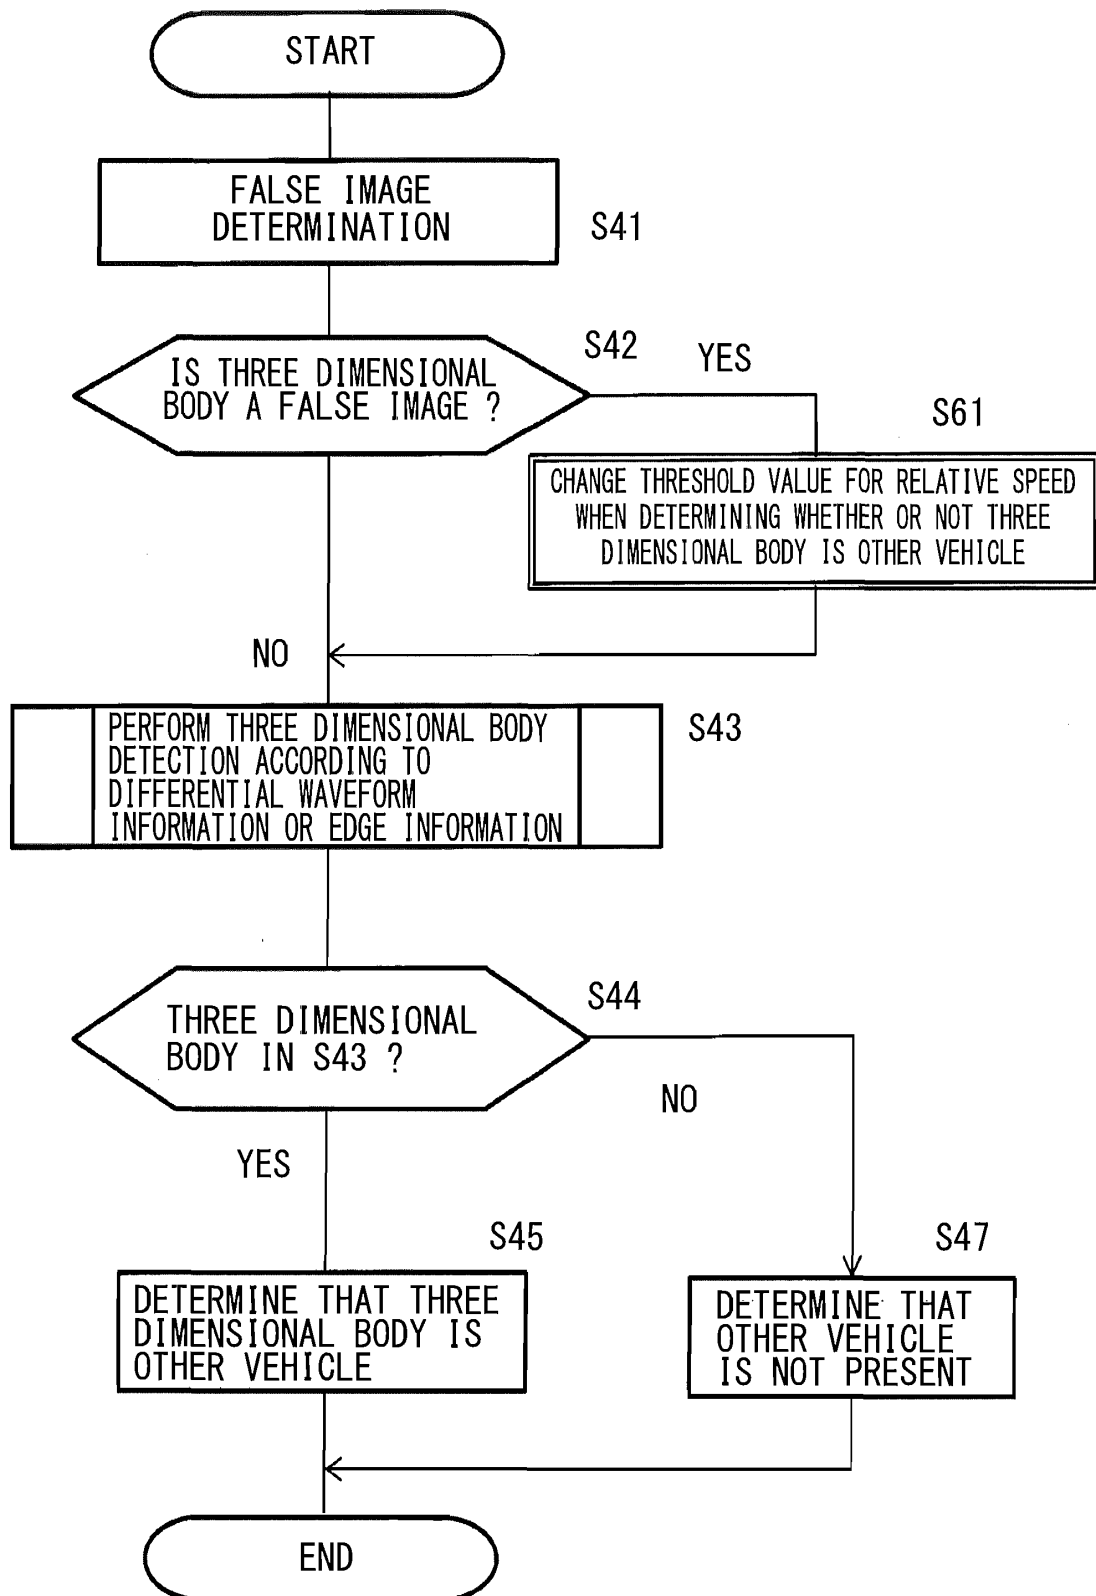 START
FALSE IMAGE
DETERMINATION
S41
S42
YES
IS THREE DIMENSIONAL
BODY A FALSE IMAGE ?
S61
CHANGE THRESHOLD VALUE FOR RELATIVE SPEED
WHEN DETERMINING WHETHER OR NOT THREE
DIMENSIONAL BODY IS OTHER VEHICLE
NO
S43
PERFORM THREE DIMENSIONAL BODY
DETECTION ACCORDING TO
DIFFERENTIAL WAVEFORM
INFORMATION OR EDGE INFORMATION
S44
THREE DIMENSIONAL
BODY IN S43 ?
NO
YES
S45
S47
DETERMINE THAT THREE
DIMENSIONAL BODY IS
OTHER VEHICLE
DETERMINE THAT
OTHER VEHICLE
IS NOT PRESENT
END